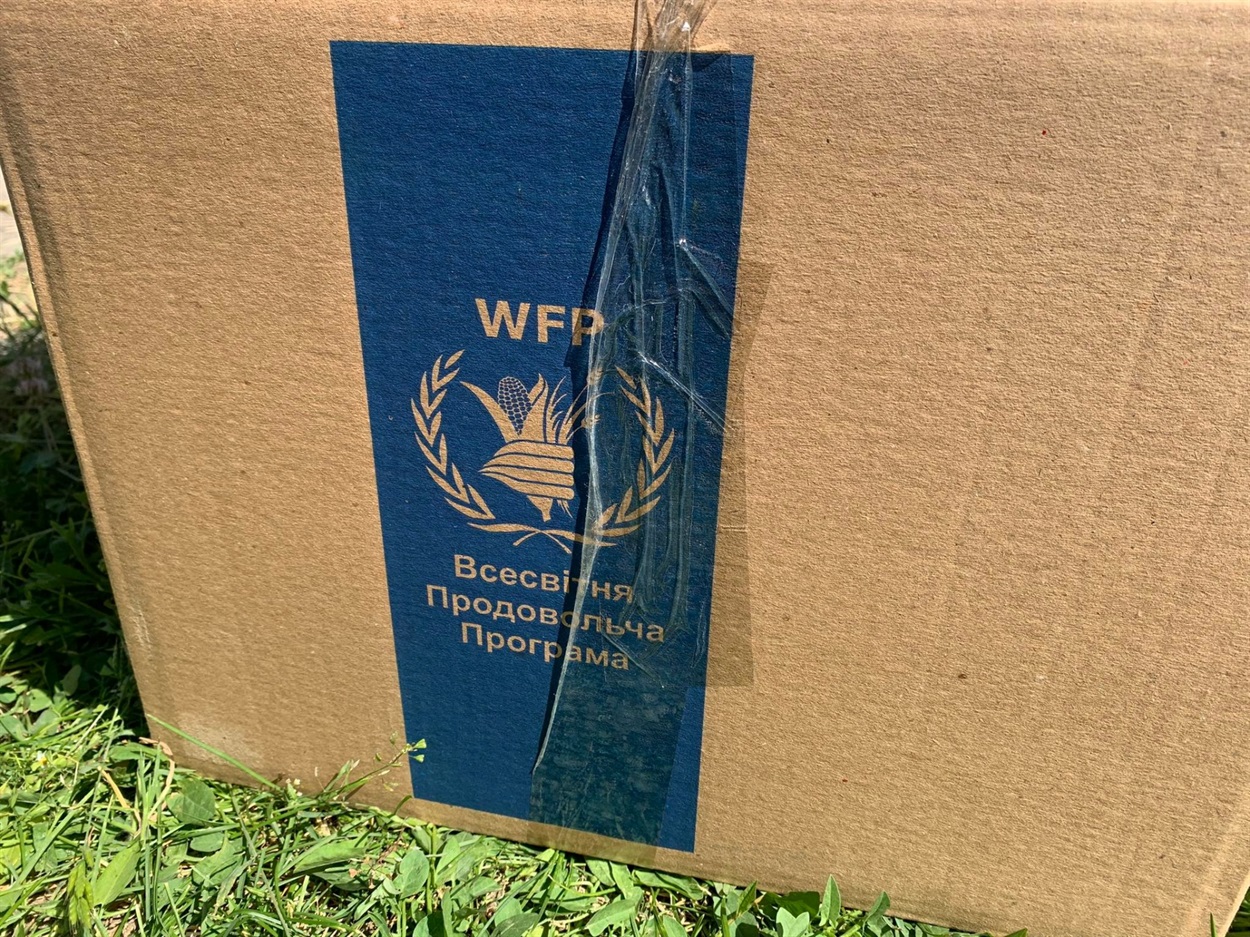 WFP
Всесвітня
Продовольча
Програма